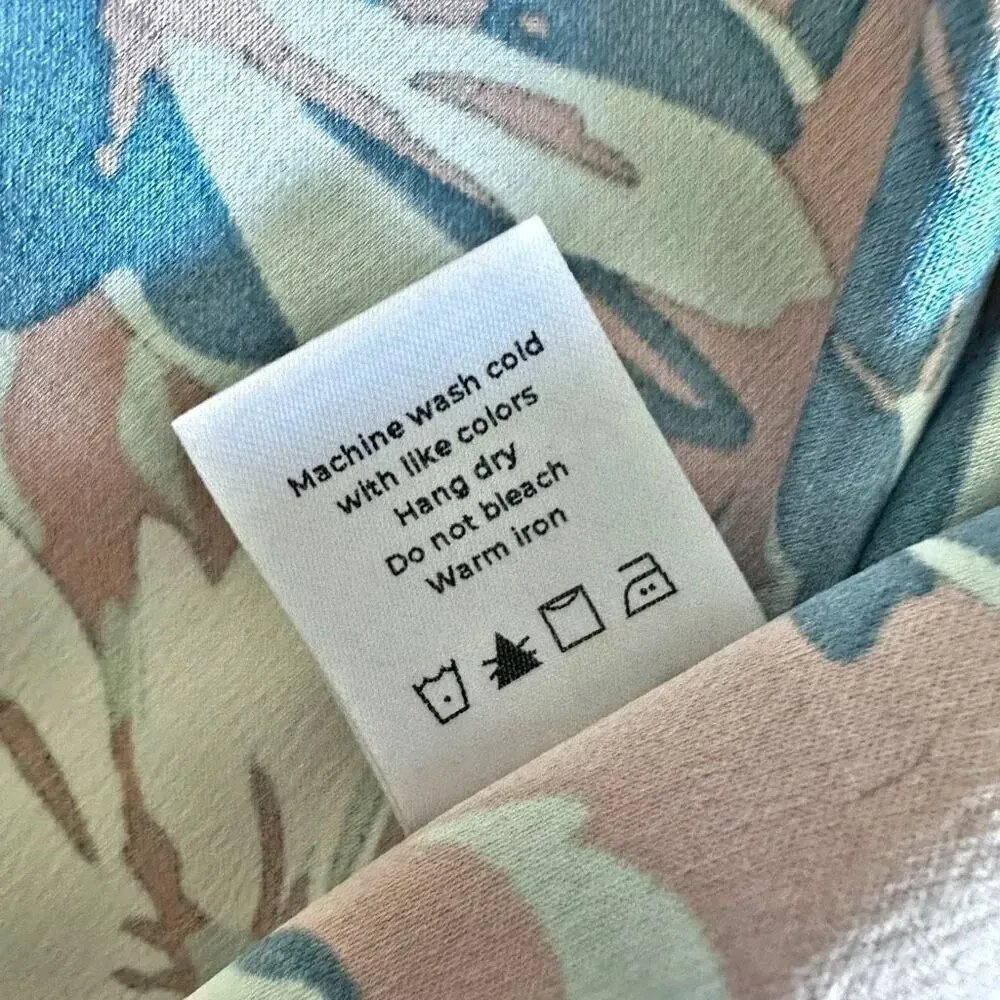 Machine wash cold
with like colors
Hang dry
Do not bleach
Warm iron